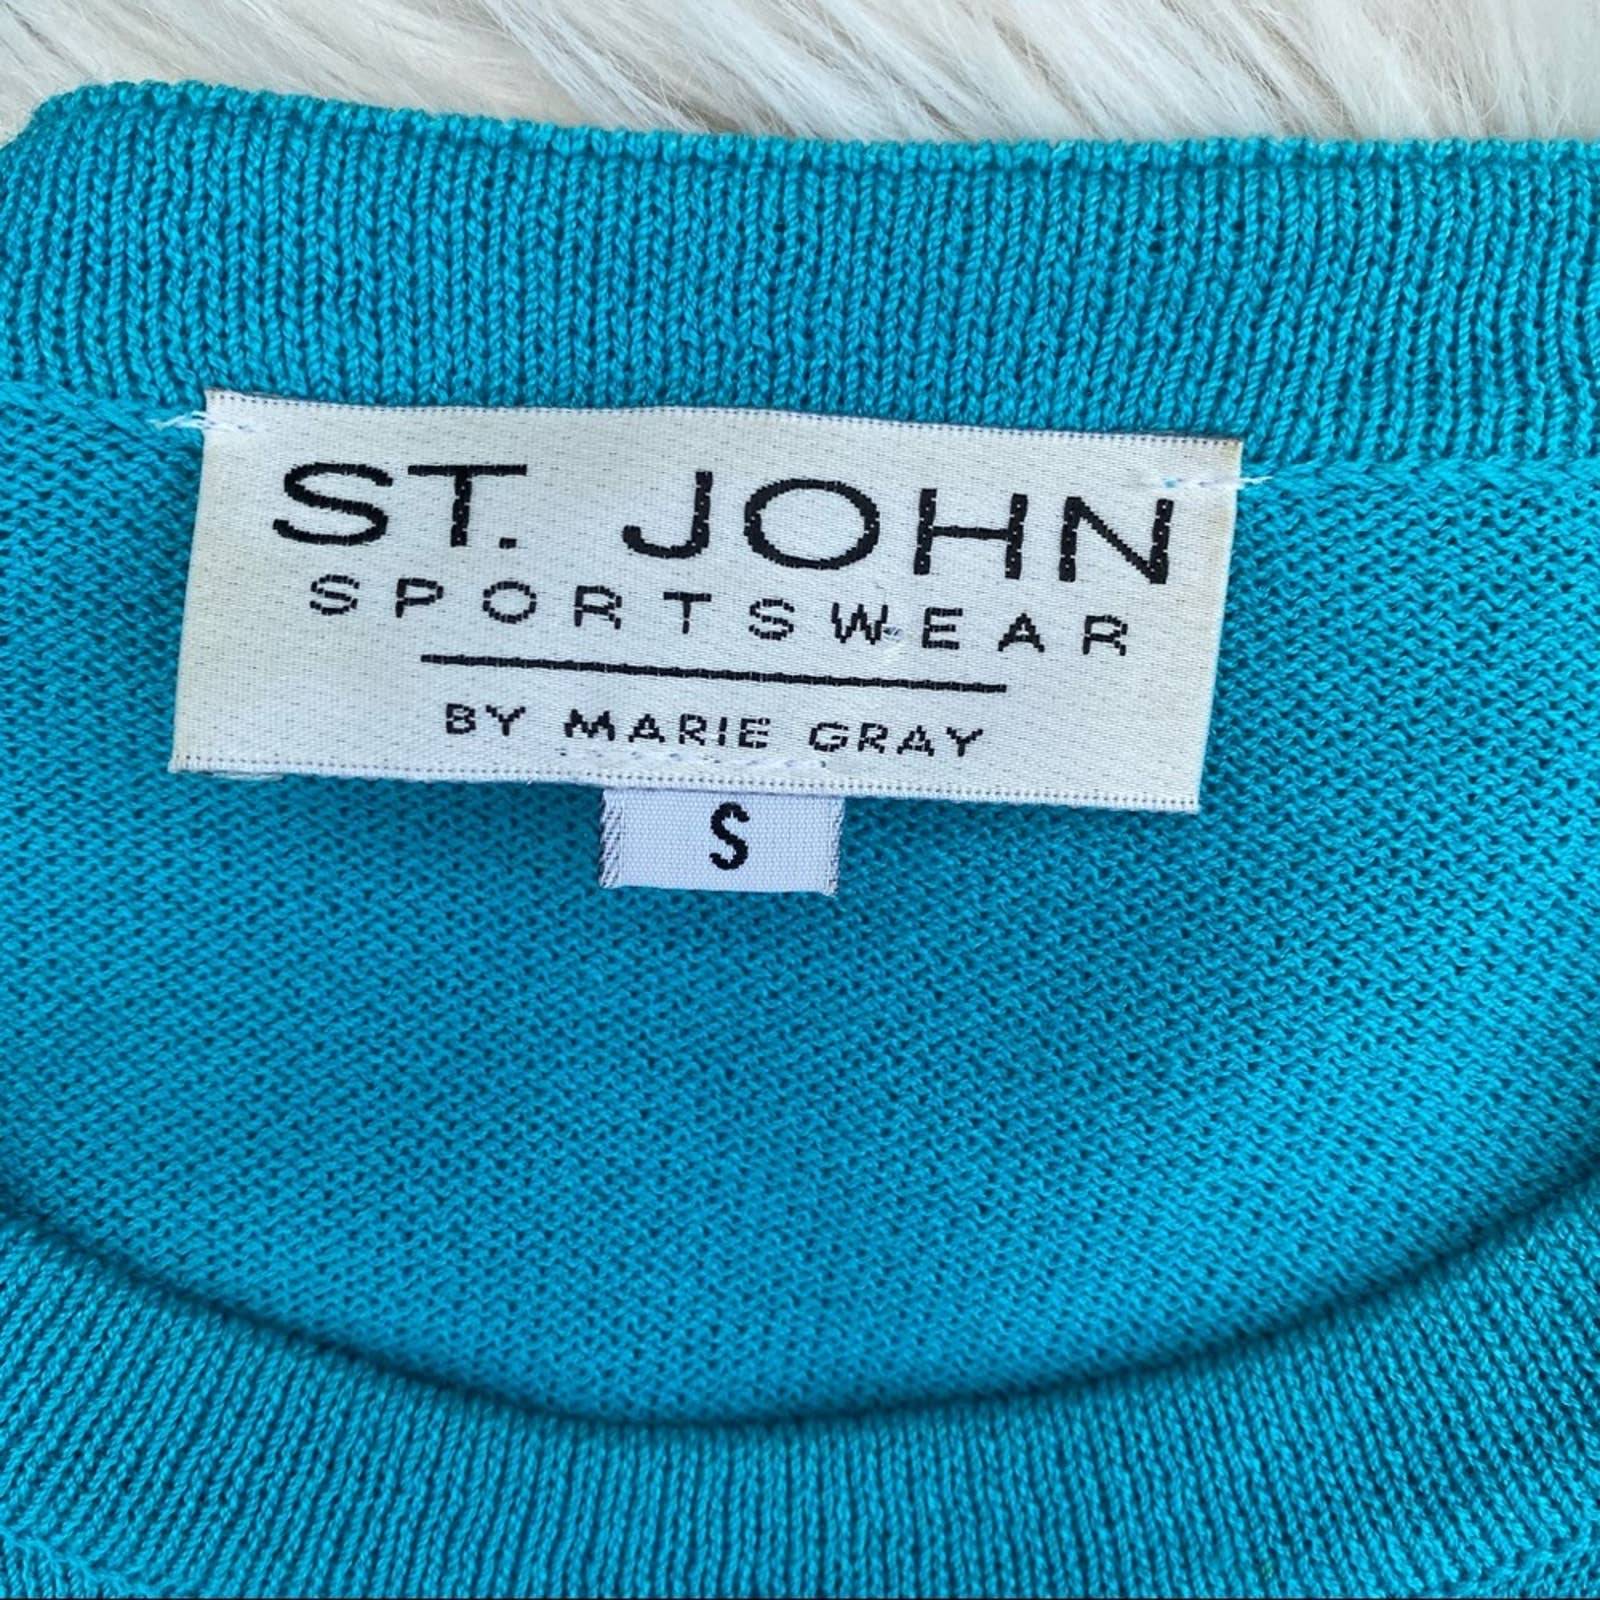 ST. JOHN
SPORTSWEAR
BY MARIE GRAY
S